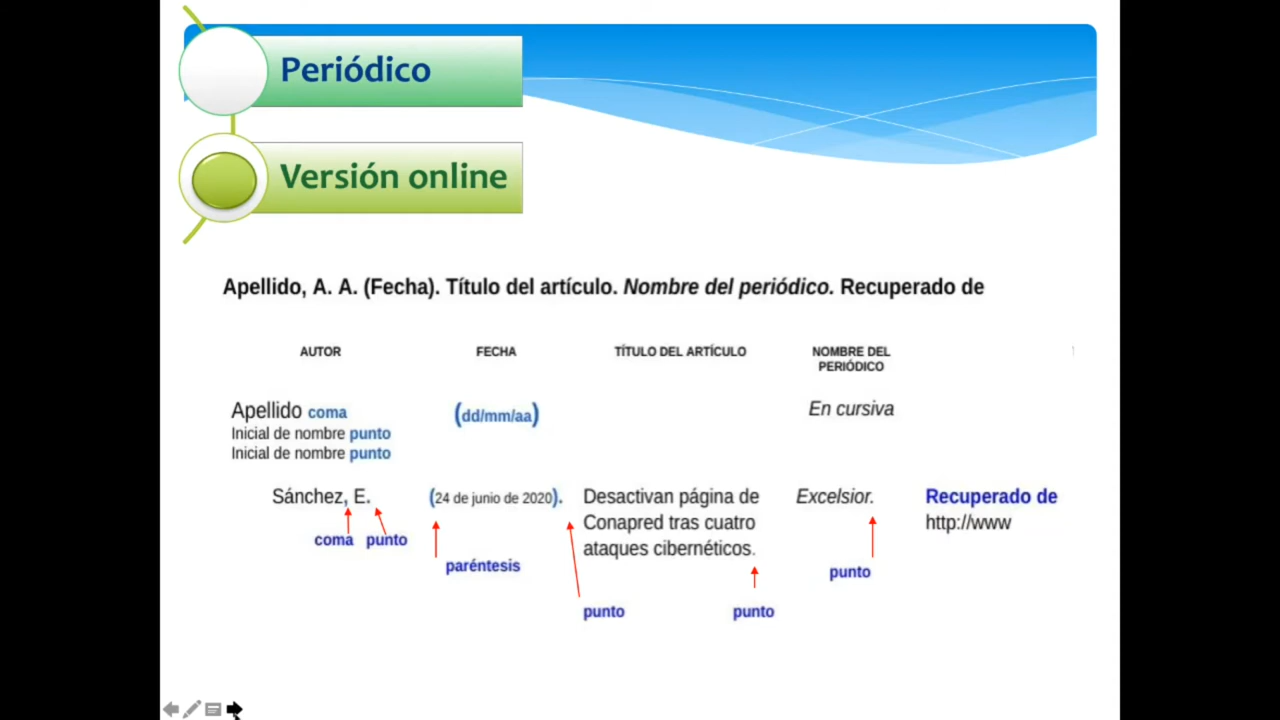 Periódico
Versión online
Apellido, A. A. (Fecha). Título del artículo. Nombre del periódico. Recuperado de
AUTOR FECHA TÍTULO DEL ARTÍCULO NOMBRE DEL
PERIÓDICO
Apellido coma (dd/mm/aa) En cursiva
Inicial de nombre punto
Inicial de nombre punto
Sánchez, E. (24 de junio de 2020). Desactivan página de Excelsior. Recuperado de
Conapred tras cuatro http://www
ataques cibernéticos.
coma punto
paréntesis
punto
punto punto